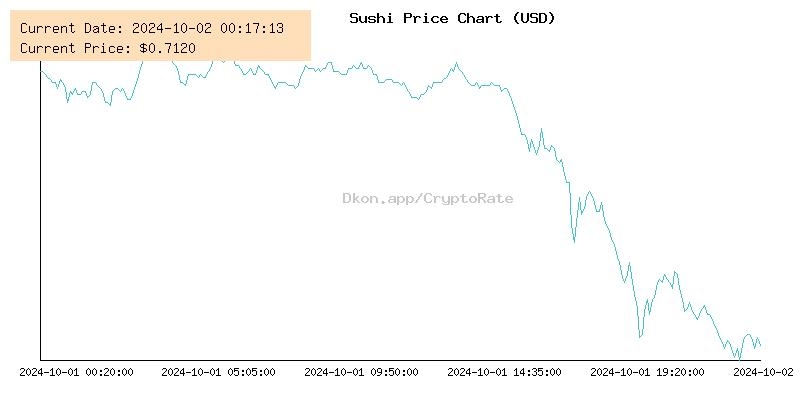 Sushi Price Chart (USD)
Current Date: 2024-10-02 00:17:13
Current Price: $0.7120
Dkon.app/CryptoRate
2024-10-01 00:20:00 2024-10-01 05:05:00 2024-10-01 09:50:00 2024-10-01 14:35:00 2024-10-01 19:20:00 2024-10-02